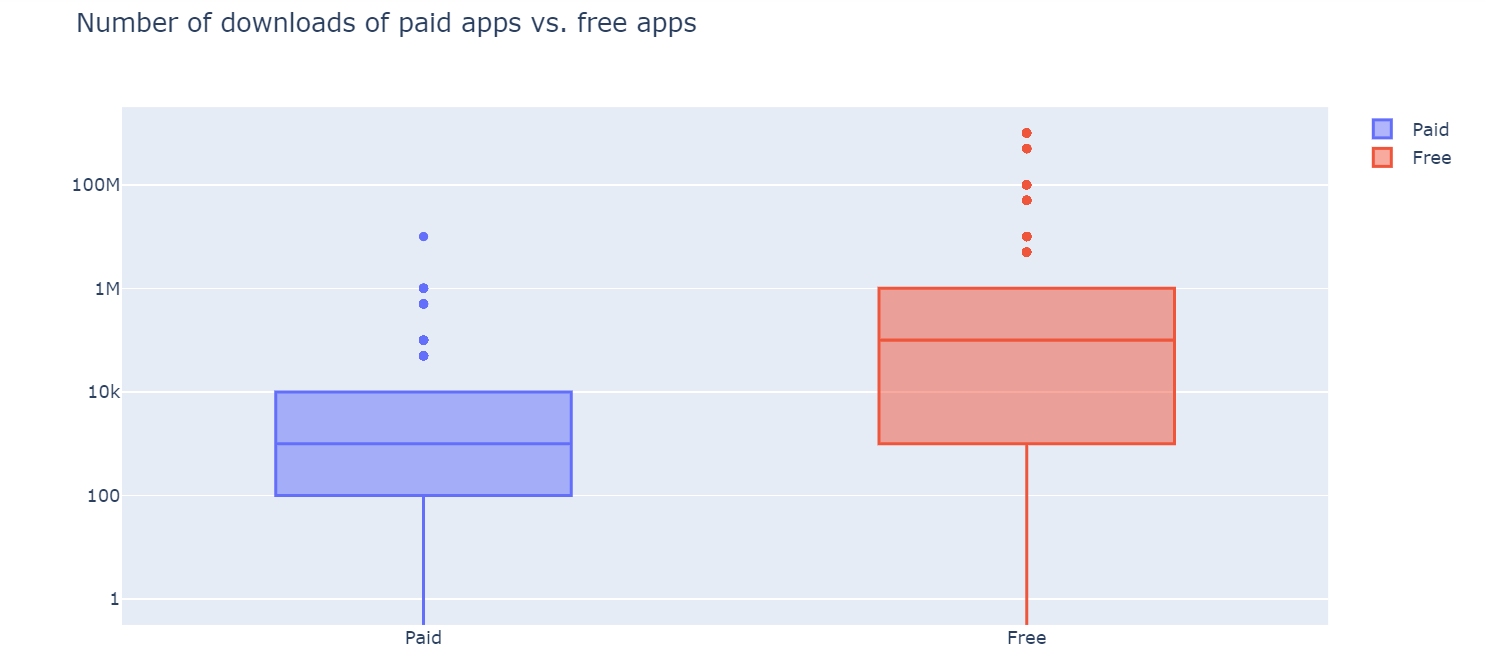 Number of downloads of paid apps vs. free apps
Paid
Free
100M
1M
10k
100
1
Paid
Free